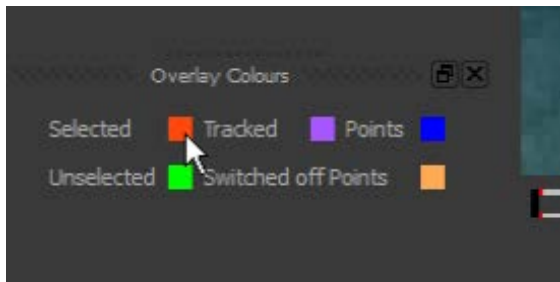 Overlay Colours
Selected Tracked Points
Unselected Switched off Points